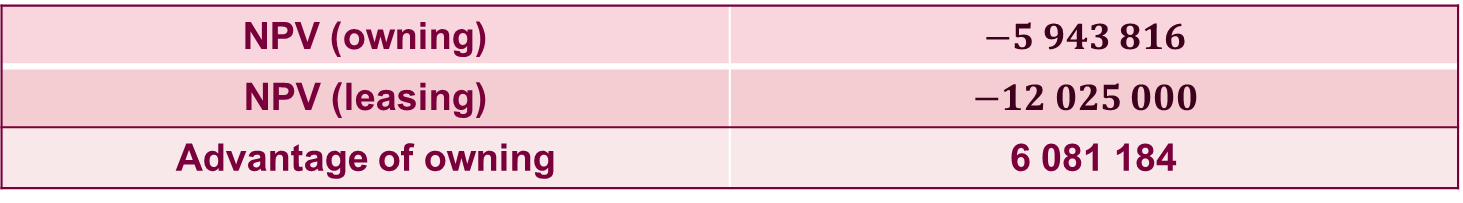 NPV (owning) −5 943 816
NPV (leasing) −12 025 000
Advantage of owning 6 081 184